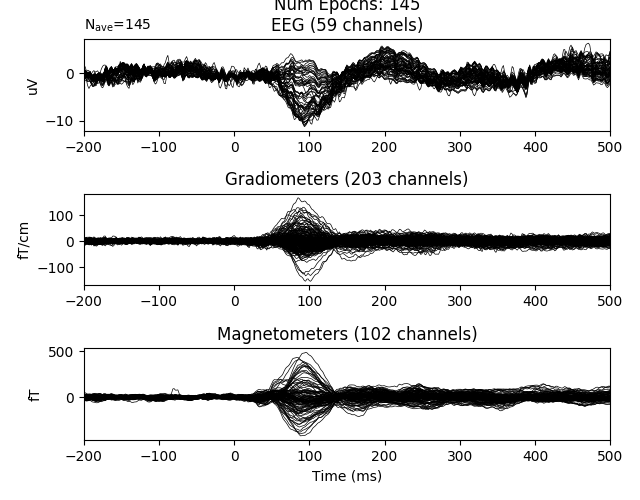 Num Epochs: 145
Nave=145
EEG (59 channels)
uV
0
−10
−200 −100 0 100 200 300 400 500
Gradiometers (203 channels)
fT/cm
100
0
−100
−200 −100 0 100 200 300 400 500
Magnetometers (102 channels)
fT
500
0
−200 −100 0 100 200 300 400 500
Time (ms)